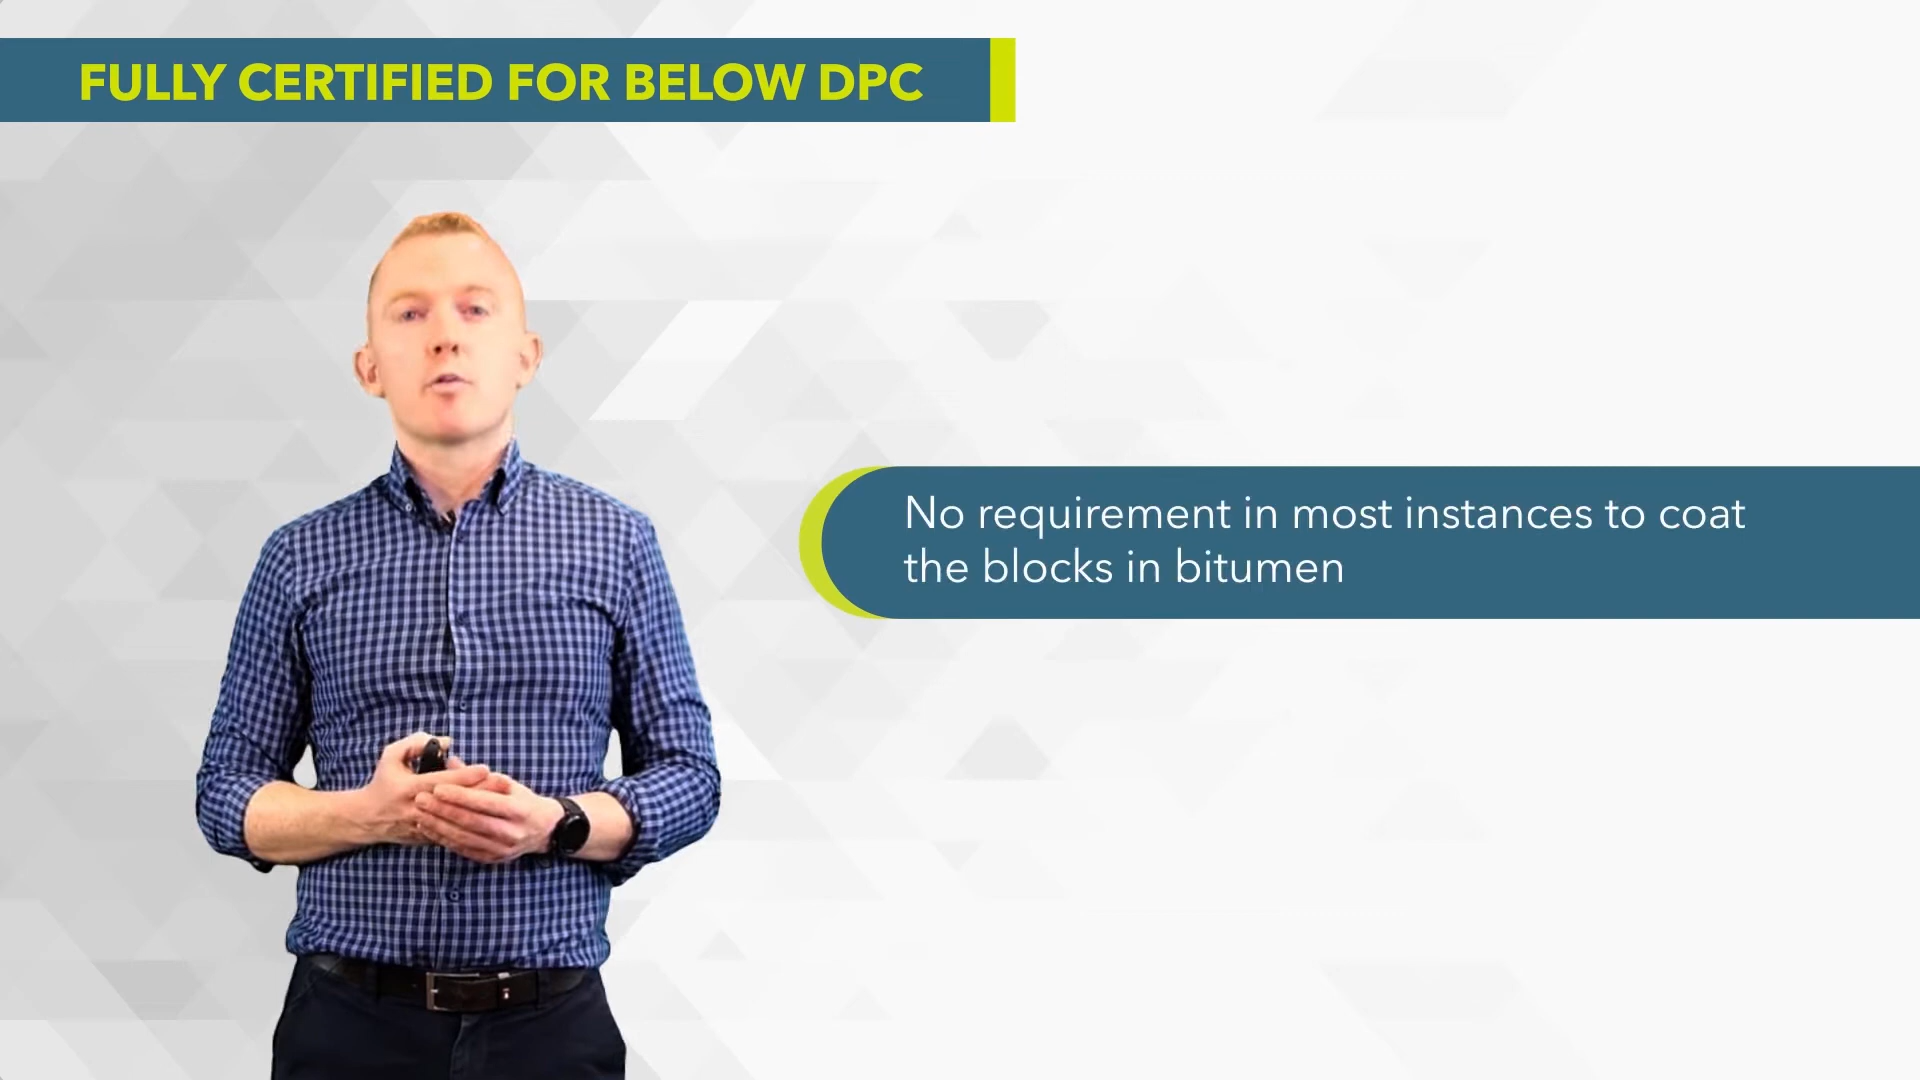 FULLY CERTIFIED FOR BELOW DPC
No requirement in most instances to coat
the blocks in bitumen